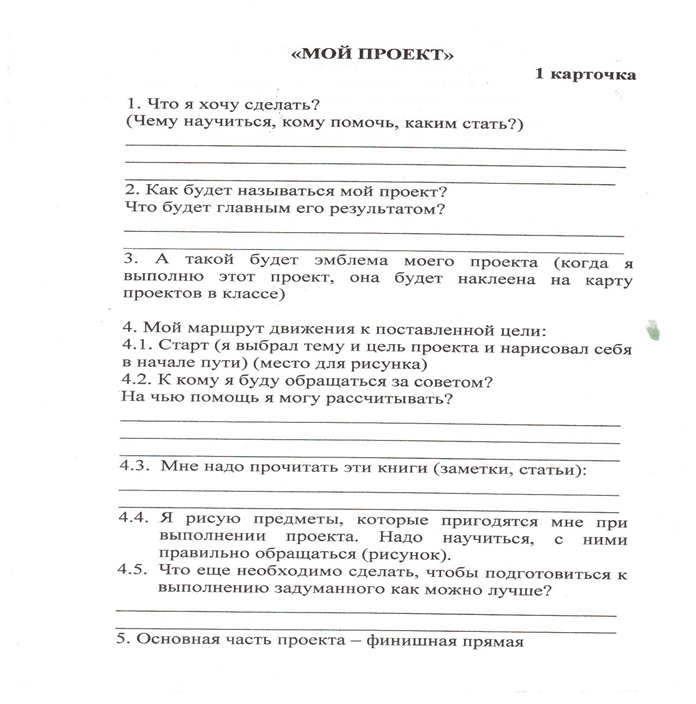 «МОЙ ПРОЕКТ»
1 карточка
1. Что я хочу сделать?
(Чему научиться, кому помочь, каким стать?)
2. Как будет называться мой проект?
Что будет главным его результатом?
3. А такой будет эмблема моего проекта (когда я
выполню этот проект, она будет наклеена на карту
проектов в классе)
4. Мой маршрут движения к поставленной цели:
4.1. Старт (я выбрал тему и цель проекта и нарисовал себя
в начале пути) (место для рисунка)
4.2. К кому я буду обращаться за советом?
На чью помощь я могу рассчитывать?
4.3. Мне надо прочитать эти книги (заметки, статьи):
4.4. Я рисую предметы, которые пригодятся мне при
выполнении проекта. Надо научиться, с ними
правильно обращаться (рисунок).
4.5. Что еще необходимо сделать, чтобы подготовиться к
выполнению задуманного как можно лучше?
5. Основная часть проекта – финишная прямая